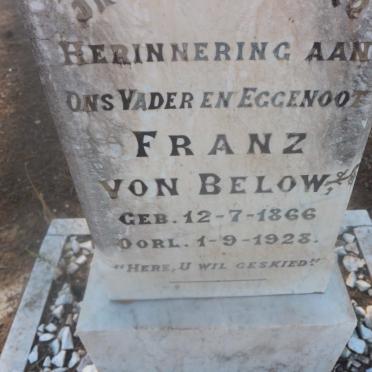 HERINNERING AAN
ONS VADER EN EGGENOOT
FRANZ
VON BELOW,
GEB. 12-7-1866
OORL. 1-9-1928.
"HERE, U WIL GESKIED!"